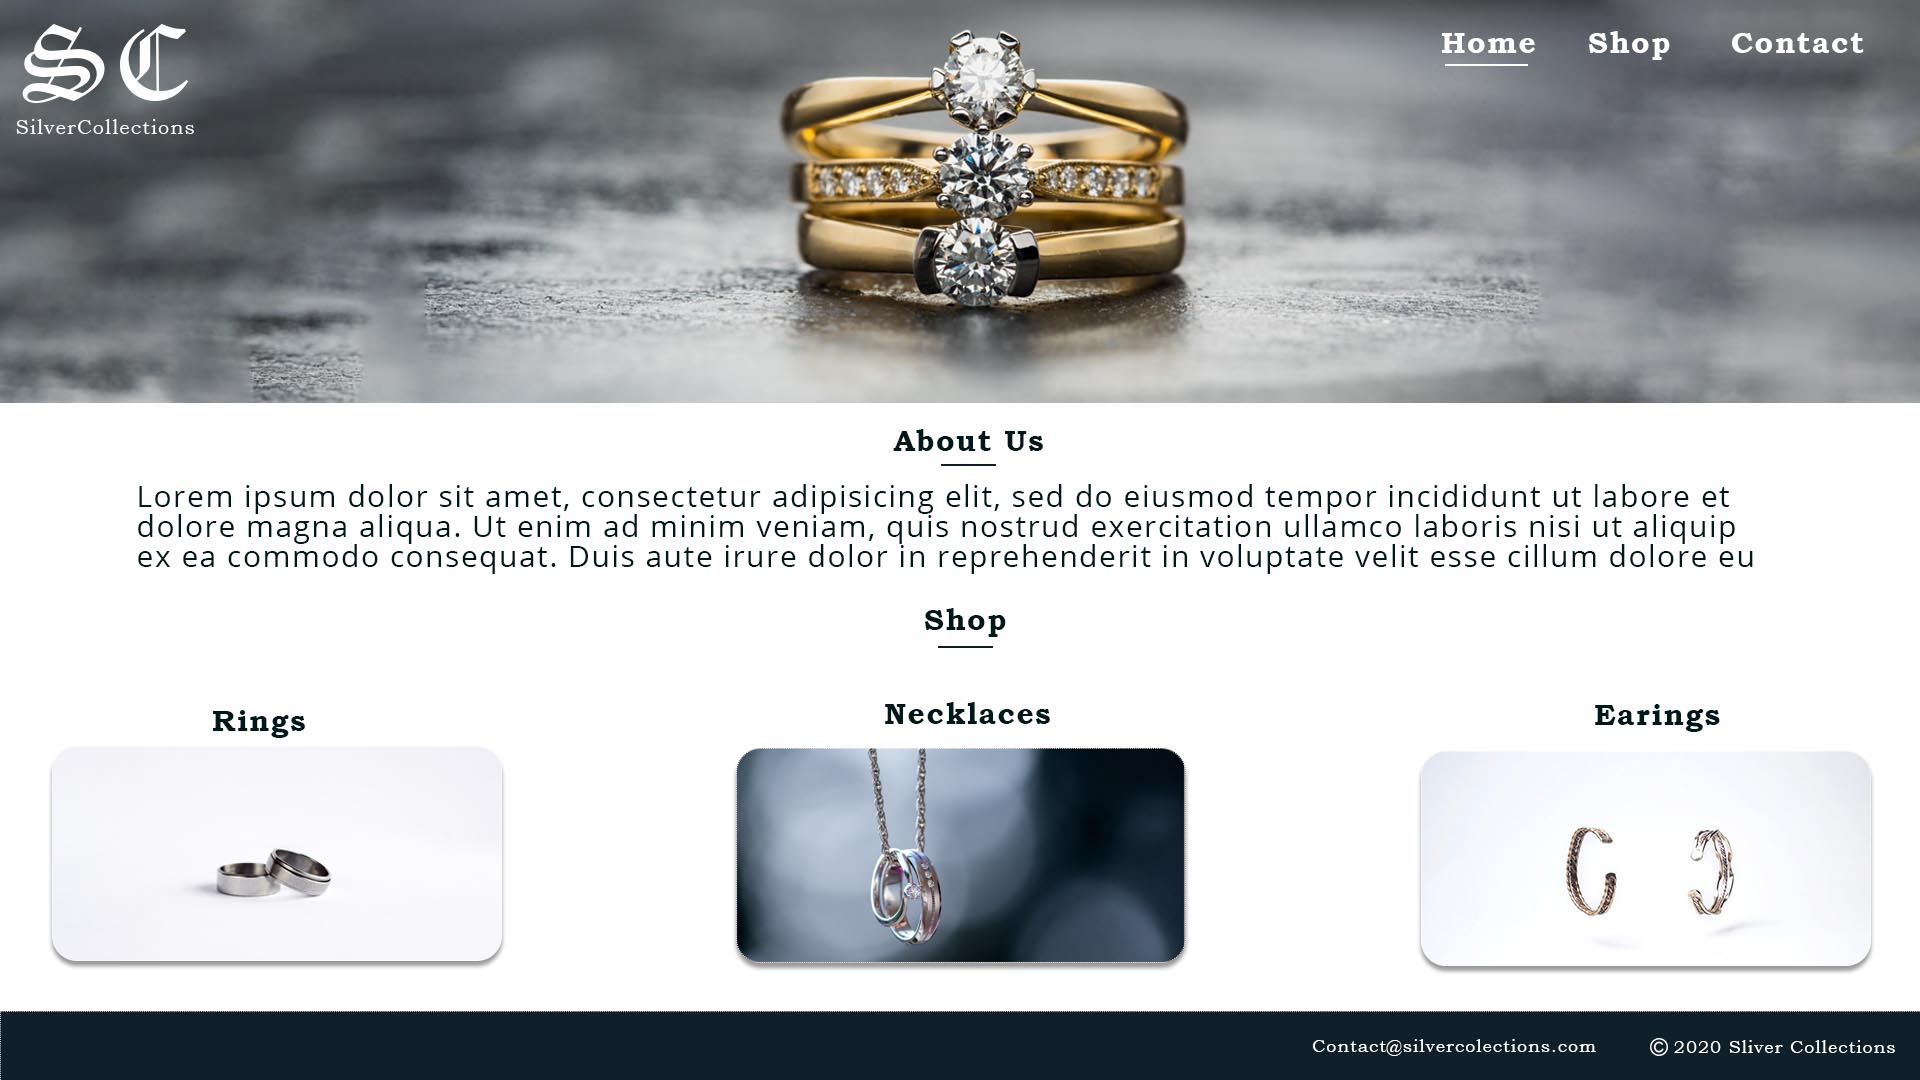 SC
SilverCollections
Home
Shop
Contact
About Us
Lorem ipsum dolor sit amet, consectetur adipisicing elit, sed do eiusmod tempor incididunt ut labore et
dolore magna aliqua. Ut enim ad minim veniam, quis nostrud exercitation ullamco laboris nisi ut aliquip
ex ea commodo consequat. Duis aute irure dolor in reprehenderit in voluptate velit esse cillum dolore eu
Shop
Rings
Necklaces
Earings
Contact@silvercolections.com
© 2020 Sliver Collections